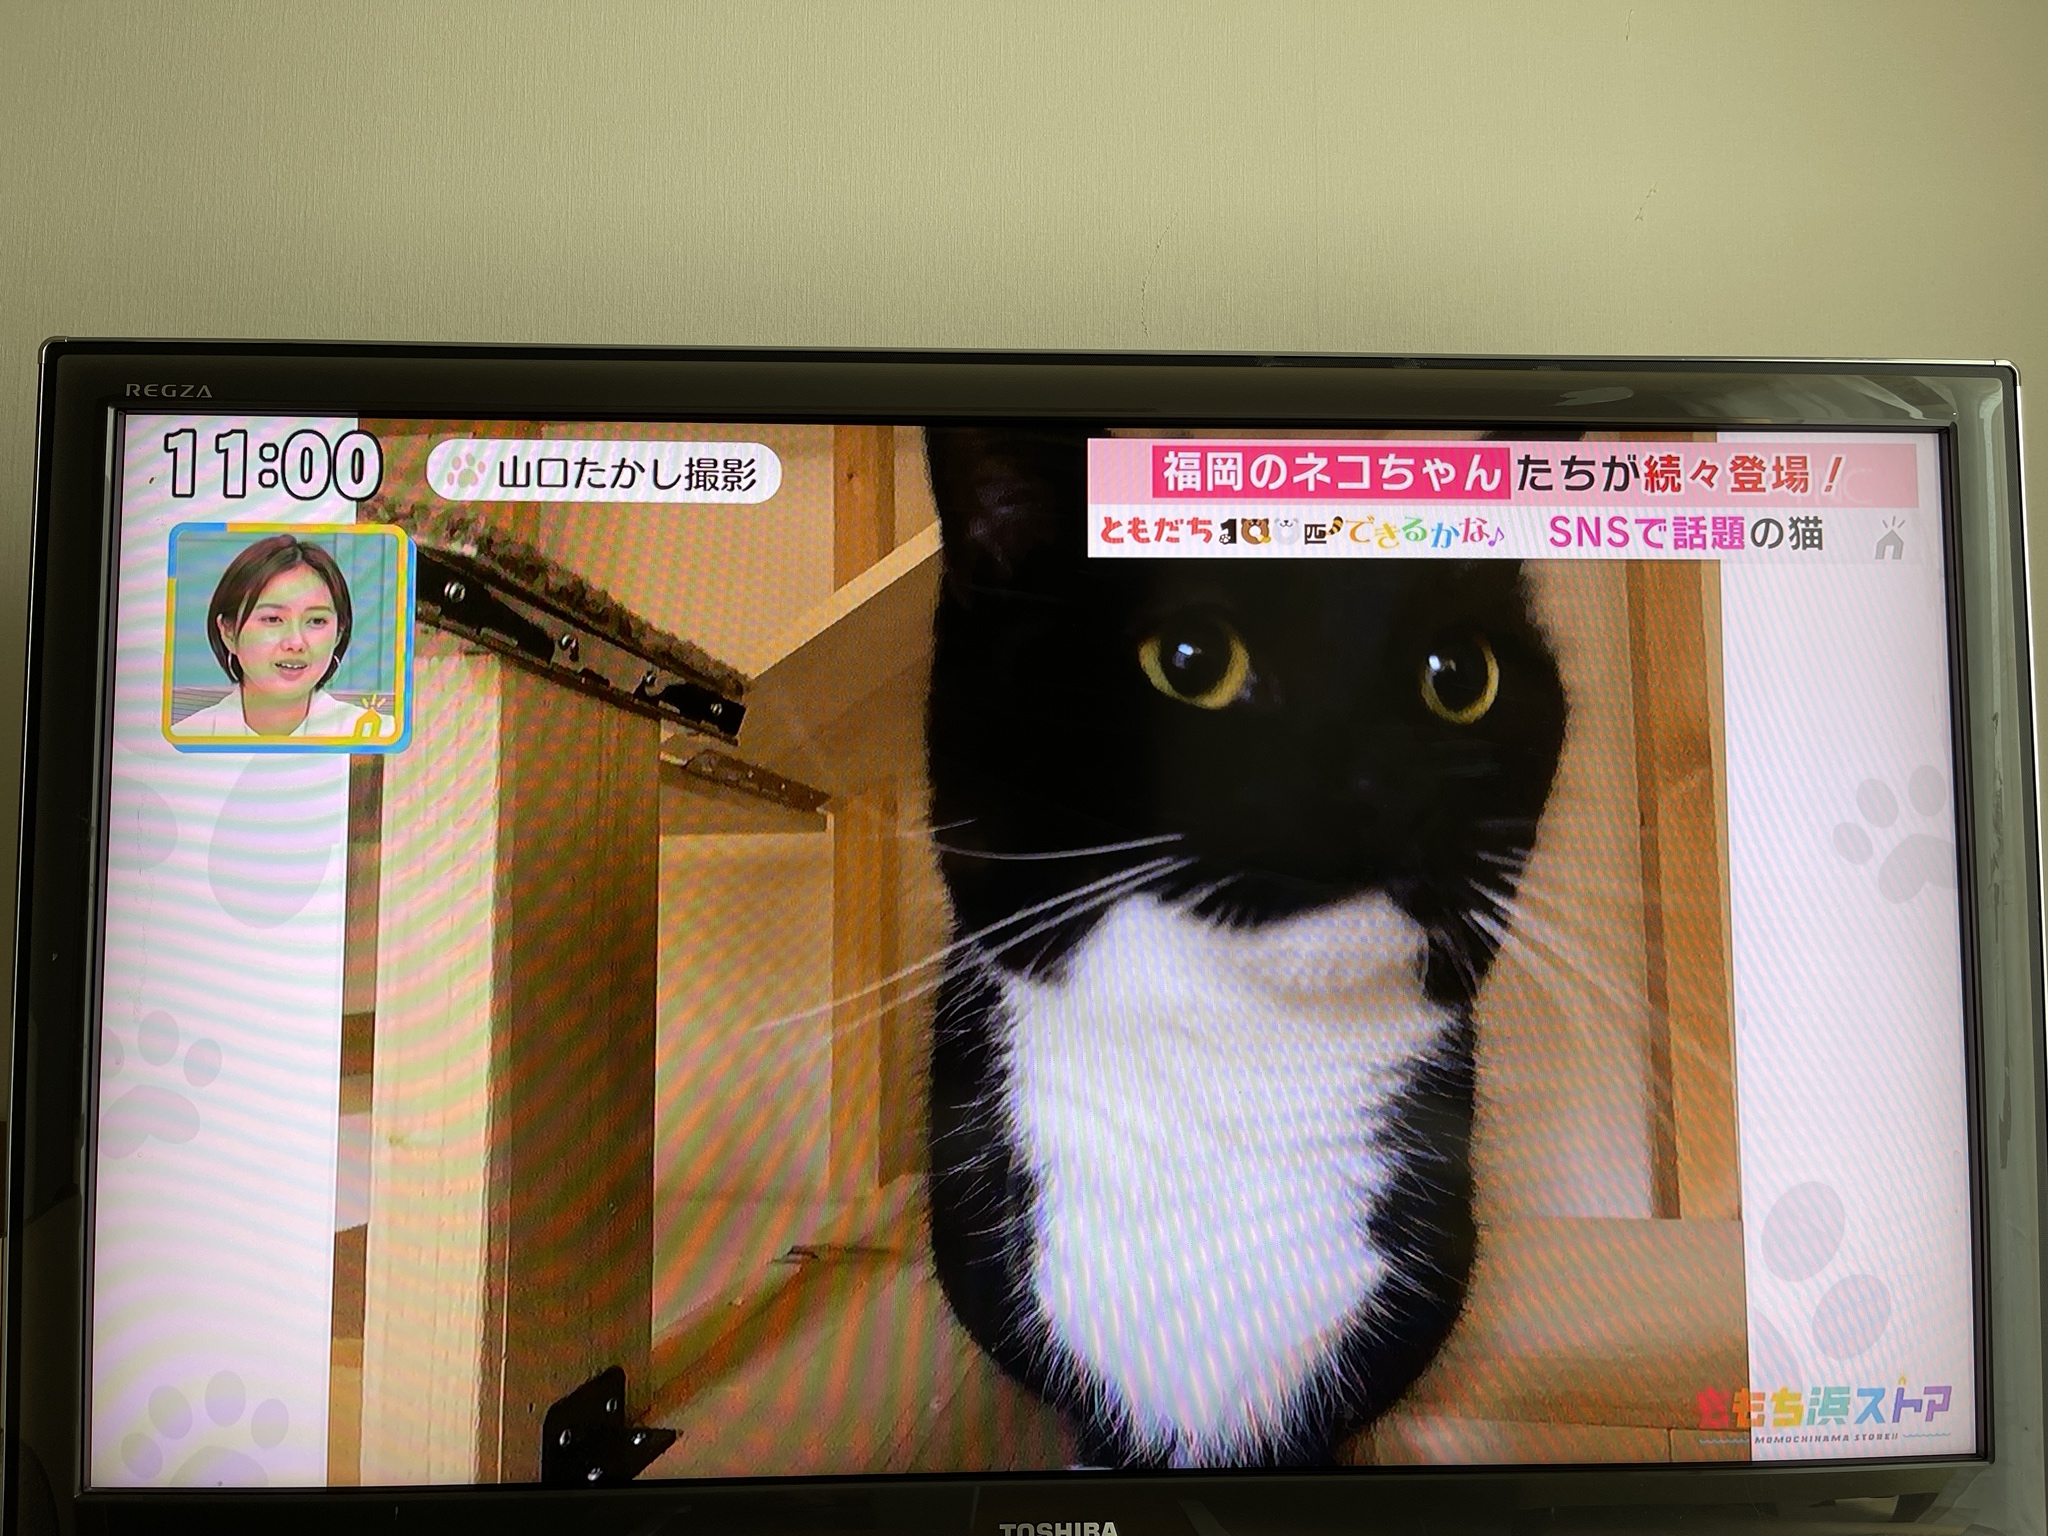 REGZA
11:00
山口たかし撮影
福岡のネコちゃんたちが続々登場!
ともだち100匹できるかな♪ SNSで話題の猫
ももち浜ストア
MOMOCHIHAMA STORE!!
TOSHIBA